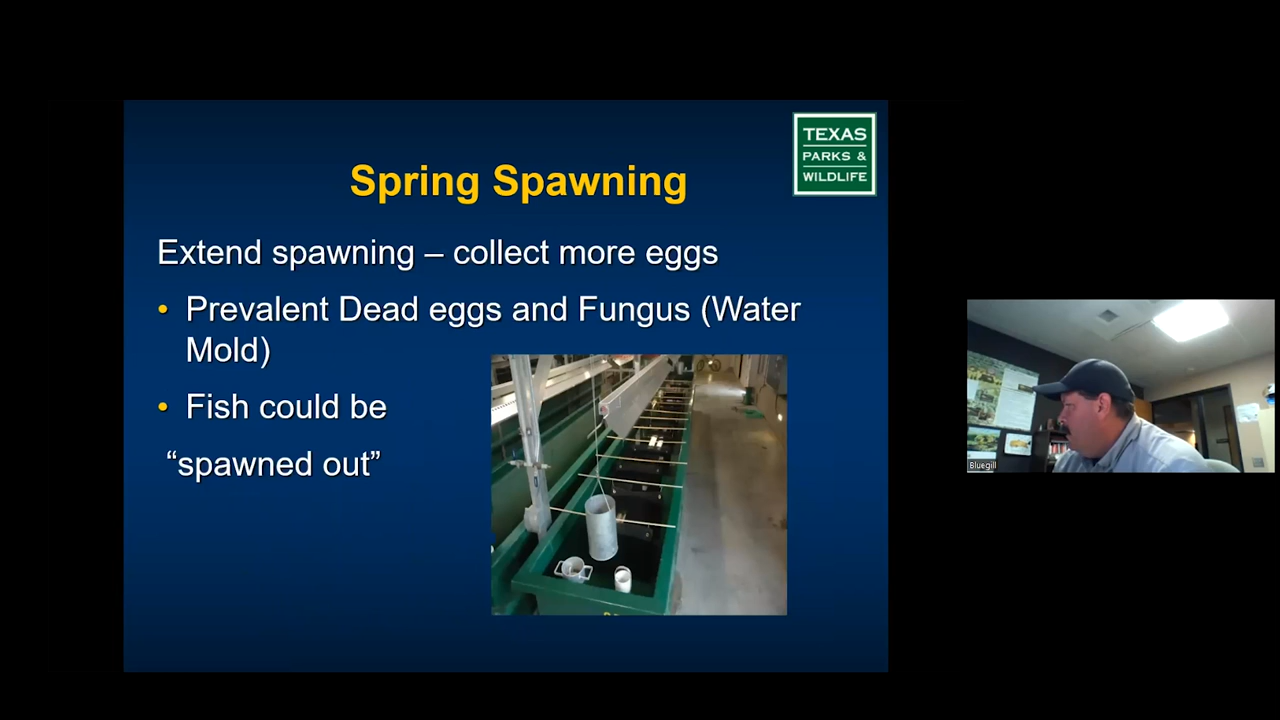 TEXAS
PARKS &
WILDLIFE
Spring Spawning
Extend spawning – collect more eggs
• Prevalent Dead eggs and Fungus (Water
Mold)
• Fish could be
“spawned out”
Bluegill